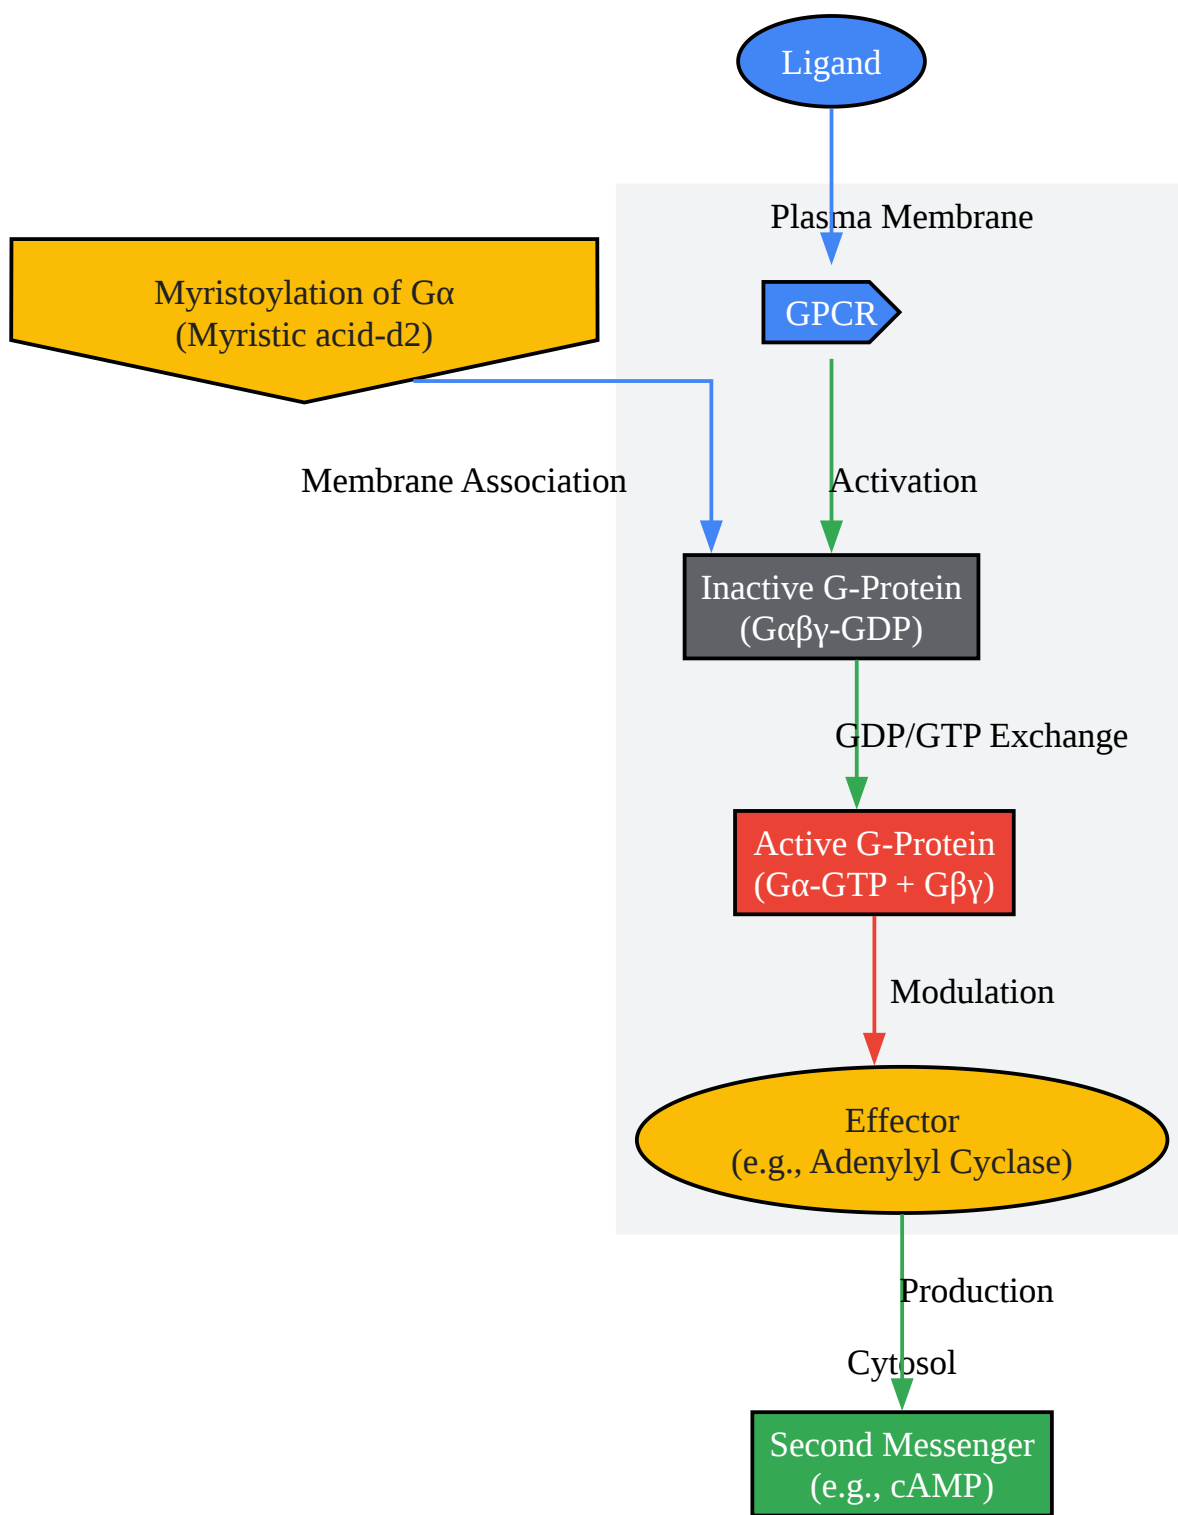 Ligand
Plasma Membrane
Myristoylation of Gα
(Myristic acid-d2)
GPCR
Membrane Association
Activation
Inactive G-Protein
(Gαβγ-GDP)
GDP/GTP Exchange
Active G-Protein
(Gα-GTP + Gβγ)
Modulation
Effector
(e.g., Adenylyl Cyclase)
Production
Cytosol
Second Messenger
(e.g., cAMP)